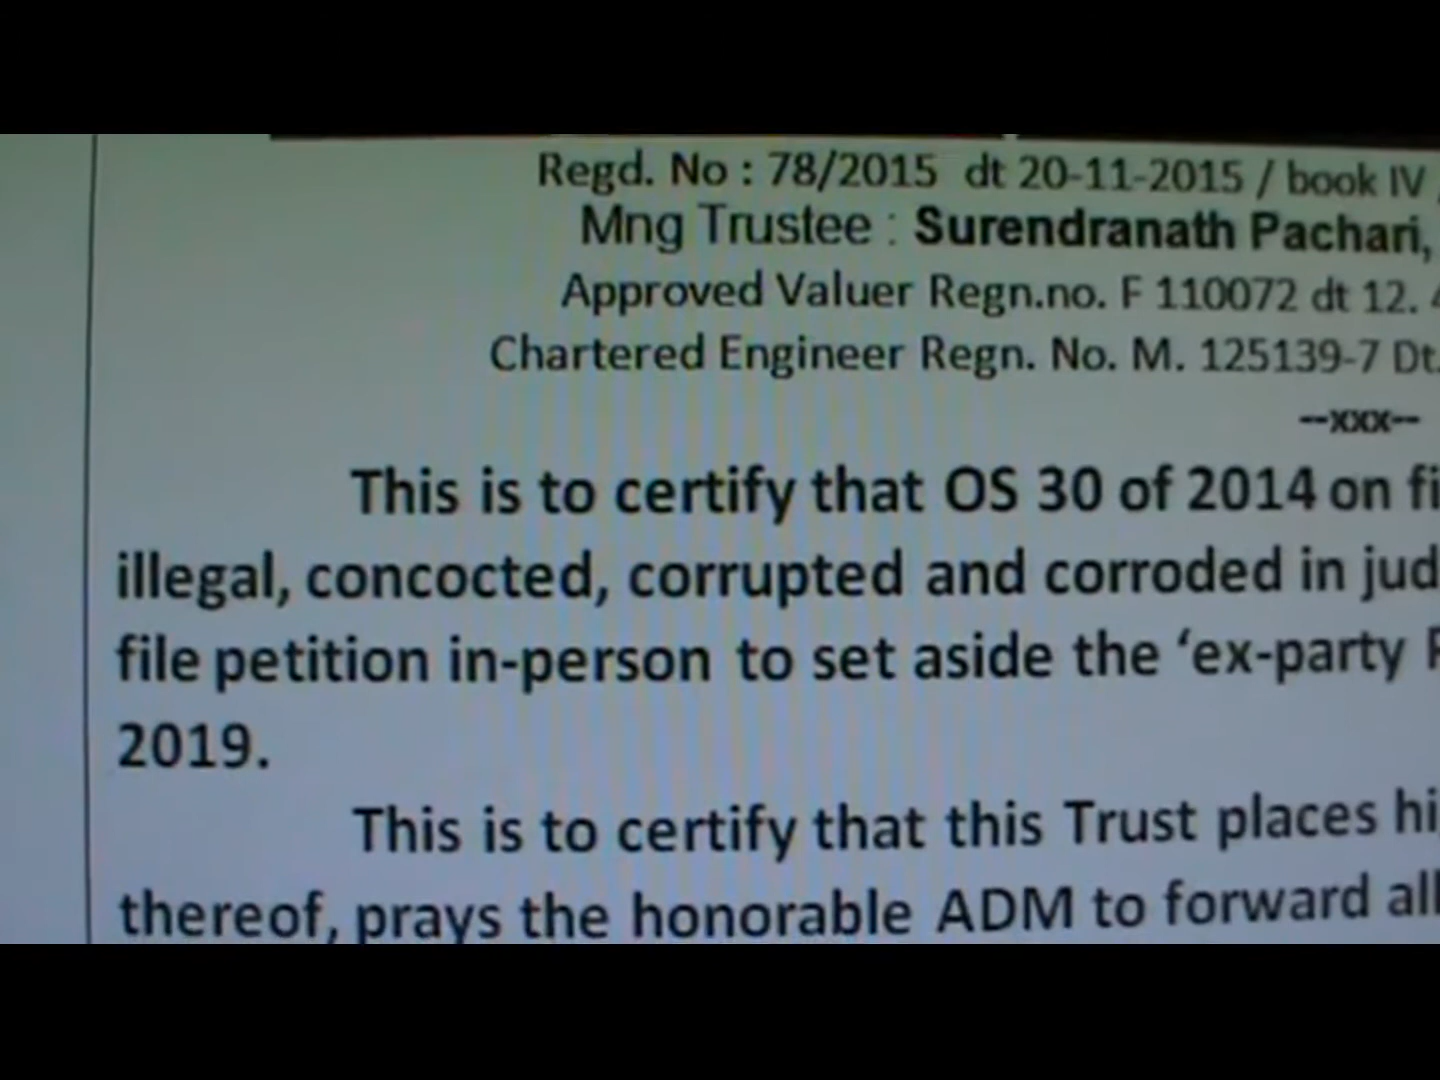 Regd. No : 78/2015 dt 20-11-2015 / book IV
Mng Trustee : Surendranath Pachari,
Approved Valuer Regn.no. F 110072 dt 12.
Chartered Engineer Regn. No. M. 125139-7 Dt.
--xxx--
This is to certify that OS 30 of 2014 on
illegal, concocted, corrupted and corroded in
file petition in-person to set aside the ‘ex-party
2019.
This is to certify that this Trust places
thereof, prays the honorable ADM to forward all